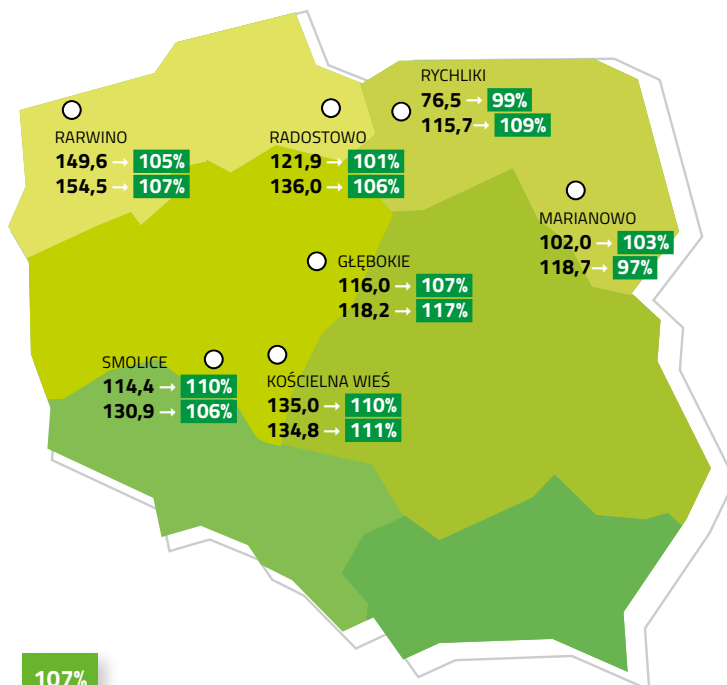 RYCHLIKI
76,5 → 99%
115,7 → 109%
RARWINO
149,6 → 105%
154,5 → 107%
RADOSTOWO
121,9 → 101%
136,0 → 106%
MARIANOWO
102,0 → 103%
118,7 → 97%
GŁĘBOKIE
116,0 → 107%
118,2 → 117%
SMOLICE
114,4 → 110%
130,9 → 106%
KOŚCIELNA WIEŚ
135,0 → 110%
134,8 → 111%
107%